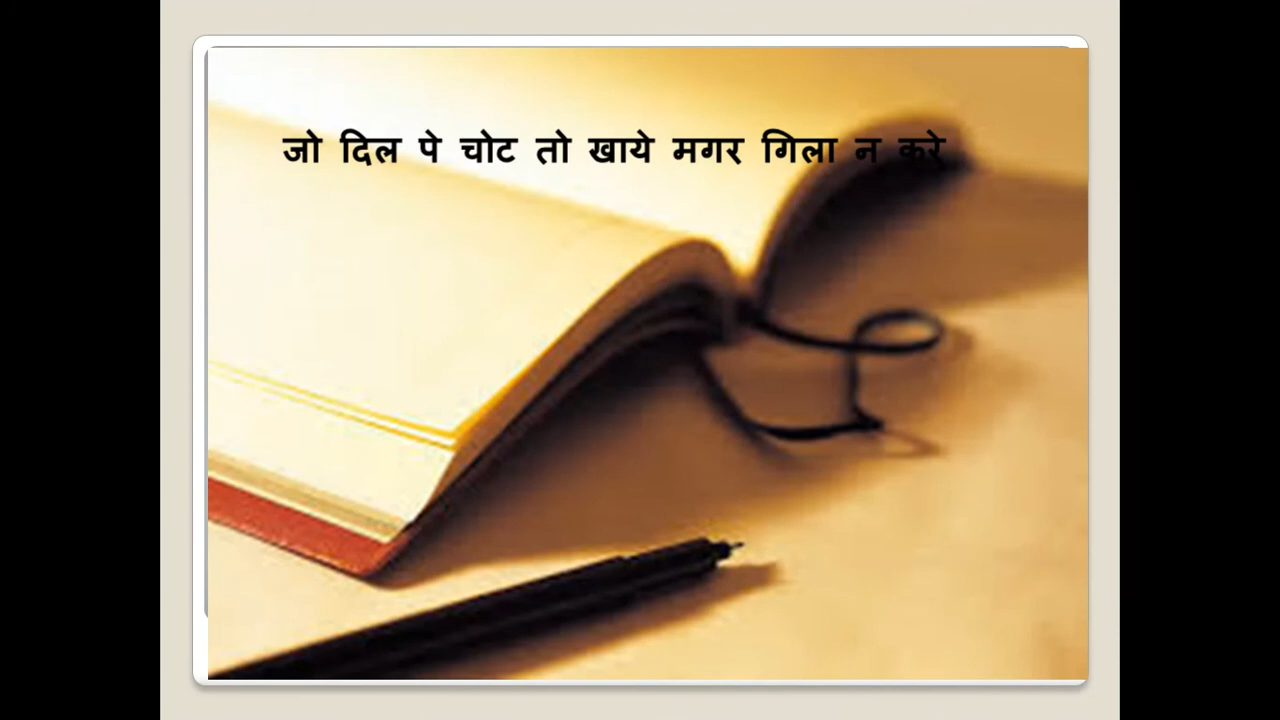 जो दिल पे चोट तो खाये मगर गिला न करे